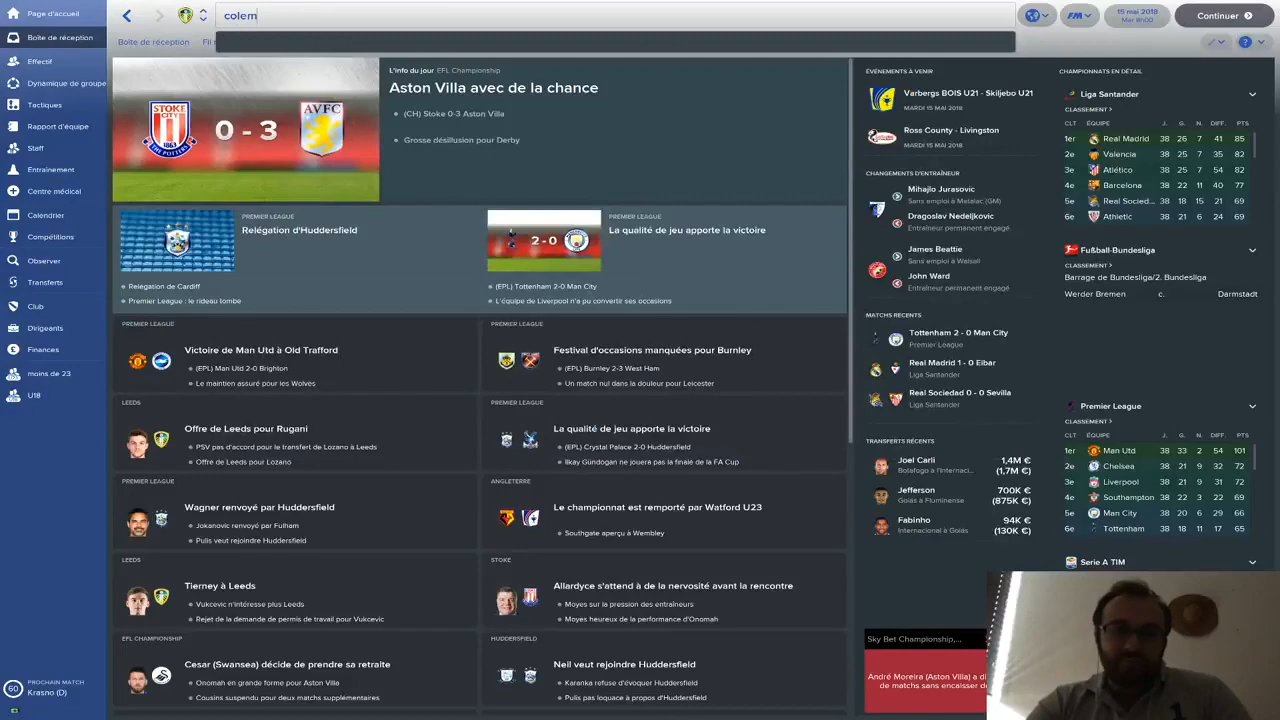 Page d'accueil
Boîte de réception
Effectif
Dynamique de groupe
Tactiques
Rapport d'équipe
Staff
Entraînement
Centre médical
Calendrier
Compétitions
Observer
Transferts
Club
Dirigeants
Finances
moins de 23
U18
60
PROCHAIN MATCH
Krasno (D)
colem
15 mai 2018
Mar 8h00
Continuer
Boîte de réception
STOKE CITY
THE POTTERS
AVFC
0 - 3
L'info du jour EFL Championship
Aston Villa avec de la chance
(CH) Stoke 0-3 Aston Villa
Grosse désillusion pour Derby
PREMIER LEAGUE
Relégation d'Huddersfield
Relégation de Cardiff
Premier League : le rideau tombe
2 - 0
PREMIER LEAGUE
La qualité de jeu apporte la victoire
(EPL) Tottenham 2-0 Man City
L'équipe de Liverpool n'a pu convertir ses occasions
PREMIER LEAGUE
Victoire de Man Utd à Old Trafford
(EPL) Man Utd 2-0 Brighton
Le maintien assuré pour les Wolves
PREMIER LEAGUE
Festival d'occasions manquées pour Burnley
(EPL) Burnley 2-3 West Ham
Un match nul dans la douleur pour Leicester
LEEDS
Offre de Leeds pour Rugani
PSV pas d'accord pour le transfert de Lozano à Leeds
Offre de Leeds pour Lozano
PREMIER LEAGUE
La qualité de jeu apporte la victoire
(EPL) Crystal Palace 2-0 Huddersfield
Ilkay Gündogan ne jouera pas la finale de la FA Cup
PREMIER LEAGUE
Wagner renvoyé par Huddersfield
Jokanovic renvoyé par Fulham
Pulis veut rejoindre Huddersfield
ANGLETERRE
Le championnat est remporté par Watford U23
Southgate aperçu à Wembley
LEEDS
Tierney à Leeds
Vukcevic n'intéresse plus Leeds
Rejet de la demande de permis de travail pour Vukcevic
STOKE
Allardyce s'attend à de la nervosité avant la rencontre
Moyes sur la pression des entraîneurs
Moyes heureux de la performance d'Onomah
EFL CHAMPIONSHIP
Cesar (Swansea) décide de prendre sa retraite
Onomah en grande forme pour Aston Villa
Cousins suspendu pour deux matchs supplémentaires
HUDDERSFIELD
Neil veut rejoindre Huddersfield
Karanka refuse d'évoquer Huddersfield
Pulis pas loquace à propos d'Huddersfield
ÉVÉNEMENTS À VENIR
Varbergs BOIS U21 - Skiljebo U21
MARDI 15 MAI 2018
Ross County - Livingston
MARDI 15 MAI 2018
CHANGEMENTS D'ENTRAÎNEUR
Mihajlo Jurasovic
Sans emploi à Metalac (GM)
Dragoslav Nedeljkovic
Entraîneur permanent engagé
James Beattie
Sans emploi à Walsall
John Ward
Entraîneur permanent engagé
MATCHS RÉCENTS
Tottenham 2 - 0 Man City
Premier League
Real Madrid 1 - 0 Eibar
Liga Santander
Real Sociedad 0 - 0 Sevilla
Liga Santander
TRANSFERTS RÉCENTS
Joel Carli 1,4M €
Botafogo à l'Internaci... (1,7M €)
Jefferson 700K €
Goiás à Fluminense (875K €)
Fabinho 94K €
Internacional à Goiás (130K €)
Sky Bet Championship,...
André Moreira (Aston Villa) a di
de matchs sans encaisser de
CHAMPIONNATS EN DÉTAIL
Liga Santander
CLASSEMENT >
CLT ÉQUIPE J. G. N. DIFF. PTS
1er Real Madrid 38 26 7 41 85
2e Valencia 38 25 7 35 82
3e Atlético 38 25 7 54 82
4e Barcelona 38 22 11 40 77
5e Real Socied... 38 18 15 21 69
6e Athletic 38 21 6 24 69
Fußball-Bundesliga
CLASSEMENT >
Barrage de Bundesliga/2. Bundesliga
Werder Bremen c. Darmstadt
Premier League
CLASSEMENT >
CLT ÉQUIPE J. G. N. DIFF. PTS
1er Man Utd 38 33 2 54 101
2e Chelsea 38 21 9 32 72
3e Liverpool 38 21 9 31 72
4e Southampton 38 22 3 22 69
5e Man City 38 20 6 29 66
6e Tottenham 38 18 11 17 65
Serie A TIM